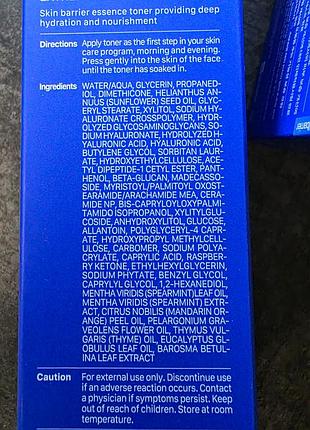 Skin barrier essence toner providing deep
hydration and nourishment
Directions Apply toner as the first step in your skin
care program, morning and evening.
Press gently into the skin of the face
until the toner has soaked in.
Ingredients WATER/AQUA, GLYCERIN, PROPANED-
IOL, DIMETHICONE, HELIANTHUS AN-
NUUS (SUNFLOWER) SEED OIL, GLYC-
ERYL STEARATE, XYLITOL, SODIUM HY-
ALURONATE CROSSPOLYMER, HYDR-
OLYZED GLYCOSAMINOGLYCANS,
SODIUM HYALURONATE, HYDROLYZED H-
YALURONIC ACID, HYALURONIC ACID,
BUTYLENE GLYCOL, SORBITAN LAUR-
ATE, HYDROXYETHYLCELLULOSE, ACE-
TYL DIPEPTIDE-1 CETYL ESTER, PANT-
HENOL, BETA-GLUCAN, MADECASSO-
SIDE, MYRISTOYL/PALMITOYL OXOST-
EARAMIDE/ARACHAMIDE MEA, CERA-
MIDE NP, BIS-CAPRYLOYLOXYPALMI-
TAMIDO ISOPROPANOL, XYLITYLGLU-
COSIDE, ANHYDROXYLITOL, GLUCOSE,
ALLANTOIN, POLYGLYCERYL-4 CAPR-
ATE, HYDROXYPROPYL METHYLCELL-
ULOSE, CARBOMER, SODIUM POLYA-
CRYLATE, CAPRYLIC ACID, RASPBER-
RY KETONE, ETHYLHEXYLGLYCERIN,
SODIUM PHYTATE, BENZYL GLYCOL,
CAPRYLYL GLYCOL, 1,2-HEXANEDIOL,
MENTHA VIRIDIS (SPEARMINT) LEAF OIL,
MENTHA VIRIDIS (SPEARMINT) EXTR-
ACT, CITRUS NOBILIS (MANDARIN OR-
ANGE) PEEL OIL, PELARGONIUM GRA-
VEOLENS FLOWER OIL, THYMUS VUL-
GARIS (THYME) OIL, EUCALYPTUS GL-
OBULUS LEAF OIL, BAROSMA BETUL-
INA LEAF EXTRACT
Caution For external use only. Discontinue use
if an adverse reaction occurs. Contact
a physician if symptoms persist. Keep
out of reach of children. Store at room
temperature.